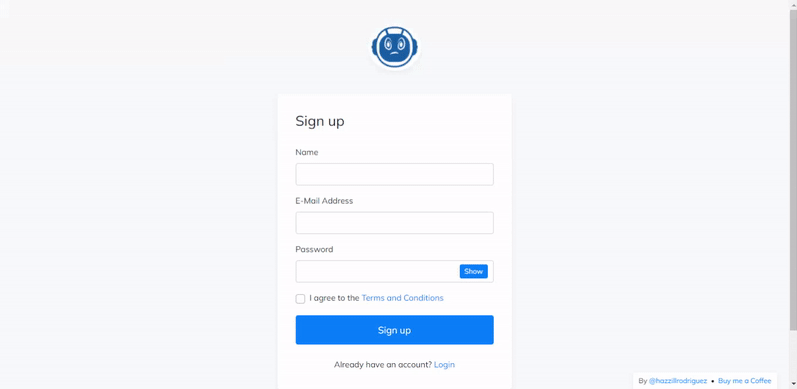 Sign up
Name
E-Mail Address
Password
Show
I agree to the Terms and Conditions
Sign up
Already have an account? Login
By @hazzillrodriguez • Buy me a Coffee